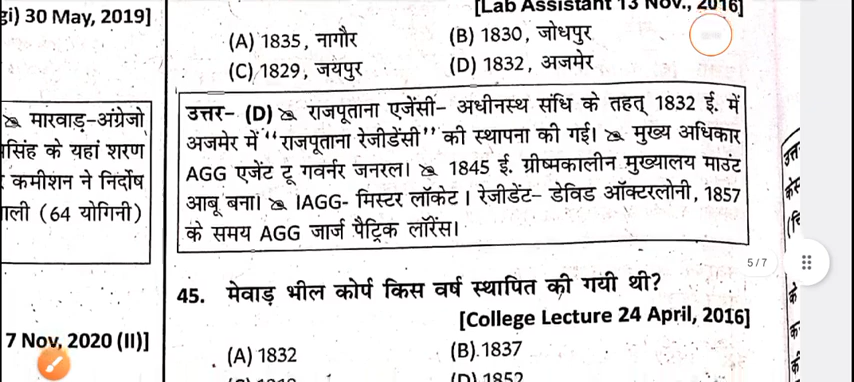 gi) 30 May, 2019]
मारवाड़-अंग्रेजो
सिंह के यहां शरण
कमीशन ने निर्दोष
ाली (64 योगिनी)
7 Nov, 2020 (II)]
[Lab Assistant 13 Nov., 2016]
(A) 1835, नागौर (B) 1830, जोधपुर
(C) 1829, जयपुर (D) 1832, अजमेर
उत्तर- (D) राजपूताना एजेंसी- अधीनस्थ संधि के तहत् 1832 ई. में
अजमेर में "राजपूताना रेजीडेंसी" की स्थापना की गई। मुख्य अधिकार
AGG एजेंट टू गवर्नर जनरल। 1845 ई. ग्रीष्मकालीन मुख्यालय माउंट
आबू बना। IAGG- मिस्टर लॉकेट। रेजीडेंट- डेविड ऑक्टरलोनी, 1857
के समय AGG जार्ज पैट्रिक लॉरेंस।
5/7
45. मेवाड़ भील कोर्प किस वर्ष स्थापित की गयी थी?
[College Lecture 24 April, 2016]
(A) 1832 (B) 1837
(D) 1852